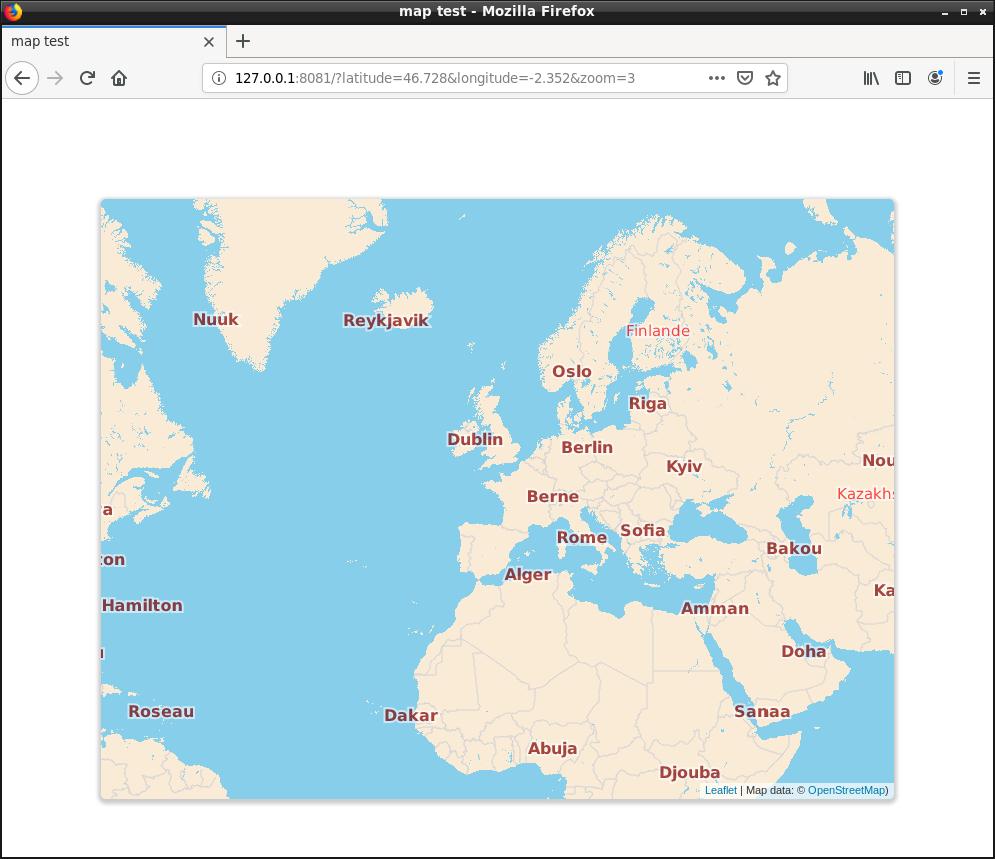 map test - Mozilla Firefox
map test
127.0.0.1:8081/?latitude=46.728&longitude=-2.352&zoom=3
Nuuk
Reykjavik
Finlande
Oslo
Riga
Dublin
Berlin
Nou
Kyiv
Kazakhs
Berne
a
Sofia
Rome
Bakou
ton
Alger
Ka
Hamilton
Amman
Doha
Roseau
Dakar
Sanaa
Abuja
Djouba
Leaflet | Map data: © OpenStreetMap)